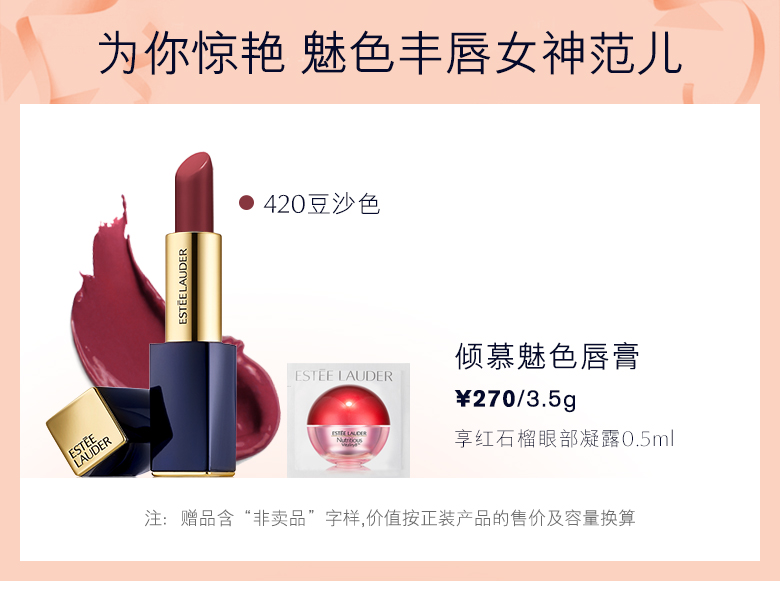 为你惊艳 魅色丰唇女神范儿
420豆沙色
ESTĒE LAUDER
ESTĒE
LAUDER
ESTĒE LAUDER
ESTĒE LAUDER
Nutritious
倾慕魅色唇膏
¥270/3.5g
享红石榴眼部凝露0.5ml
注: 赠品含“非卖品”字样,价值按正装产品的售价及容量换算